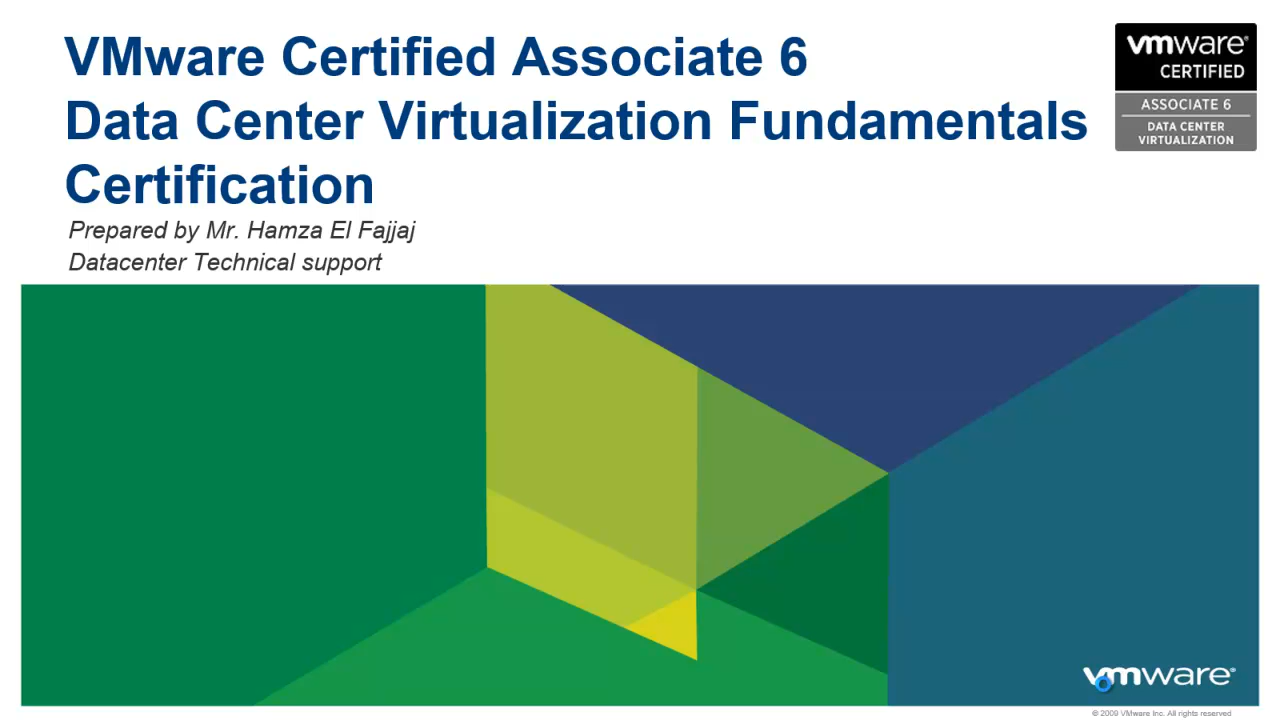 VMware Certified Associate 6
Data Center Virtualization Fundamentals
Certification
Prepared by Mr. Hamza El Fajjaj
Datacenter Technical support
vmware®
CERTIFIED
ASSOCIATE 6
DATA CENTER
VIRTUALIZATION
vmware®
© 2009 VMware Inc. All rights reserved